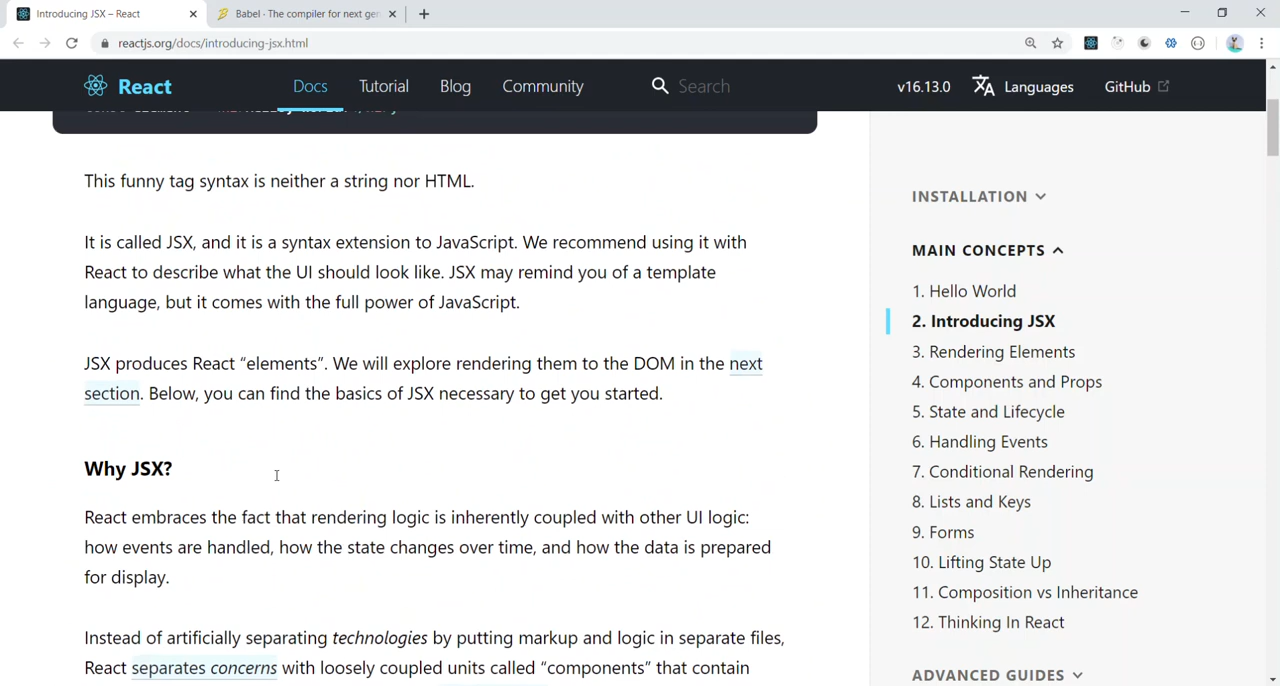 Introducing JSX – React
Babel · The compiler for next gen
reactjs.org/docs/introducing-jsx.html
React
Docs
Tutorial
Blog
Community
Search
v16.13.0
Languages
GitHub
This funny tag syntax is neither a string nor HTML.
It is called JSX, and it is a syntax extension to JavaScript. We recommend using it with
React to describe what the UI should look like. JSX may remind you of a template
language, but it comes with the full power of JavaScript.
JSX produces React “elements”. We will explore rendering them to the DOM in the next
section. Below, you can find the basics of JSX necessary to get you started.
Why JSX?
React embraces the fact that rendering logic is inherently coupled with other UI logic:
how events are handled, how the state changes over time, and how the data is prepared
for display.
Instead of artificially separating technologies by putting markup and logic in separate files,
React separates concerns with loosely coupled units called “components” that contain
INSTALLATION
MAIN CONCEPTS
1. Hello World
2. Introducing JSX
3. Rendering Elements
4. Components and Props
5. State and Lifecycle
6. Handling Events
7. Conditional Rendering
8. Lists and Keys
9. Forms
10. Lifting State Up
11. Composition vs Inheritance
12. Thinking In React
ADVANCED GUIDES